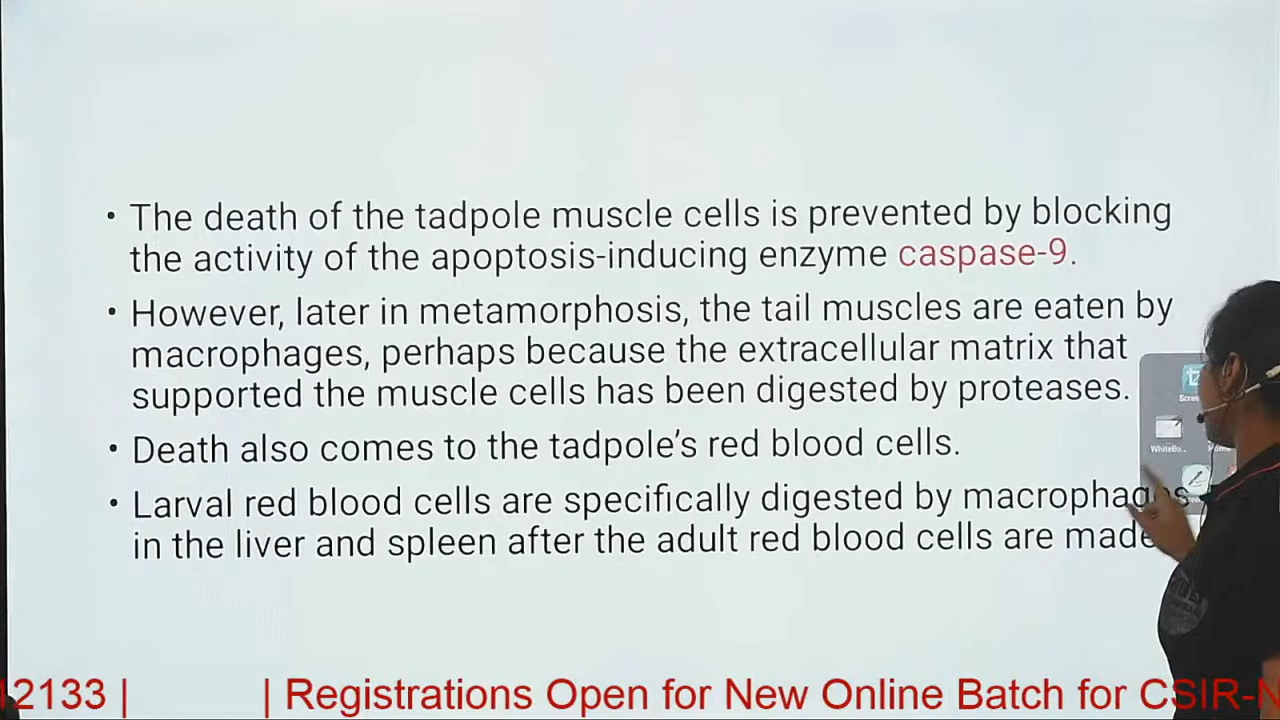 • The death of the tadpole muscle cells is prevented by blocking
the activity of the apoptosis-inducing enzyme caspase-9.
• However, later in metamorphosis, the tail muscles are eaten by
macrophages, perhaps because the extracellular matrix that
supported the muscle cells has been digested by proteases.
• Death also comes to the tadpole's red blood cells.
• Larval red blood cells are specifically digested by macrophages
in the liver and spleen after the adult red blood cells are made
WhiteBo..
12133 | | Registrations Open for New Online Batch for CSIR-N